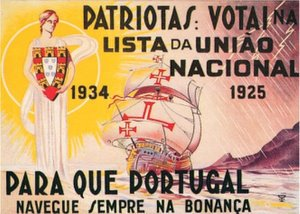 PATRIOTAS: VOTAI NA
LISTA DA UNIÃO
NACIONAL
1934 1925
PARA QUE PORTUGAL
NAVEGUE SEMPRE NA BONANÇA